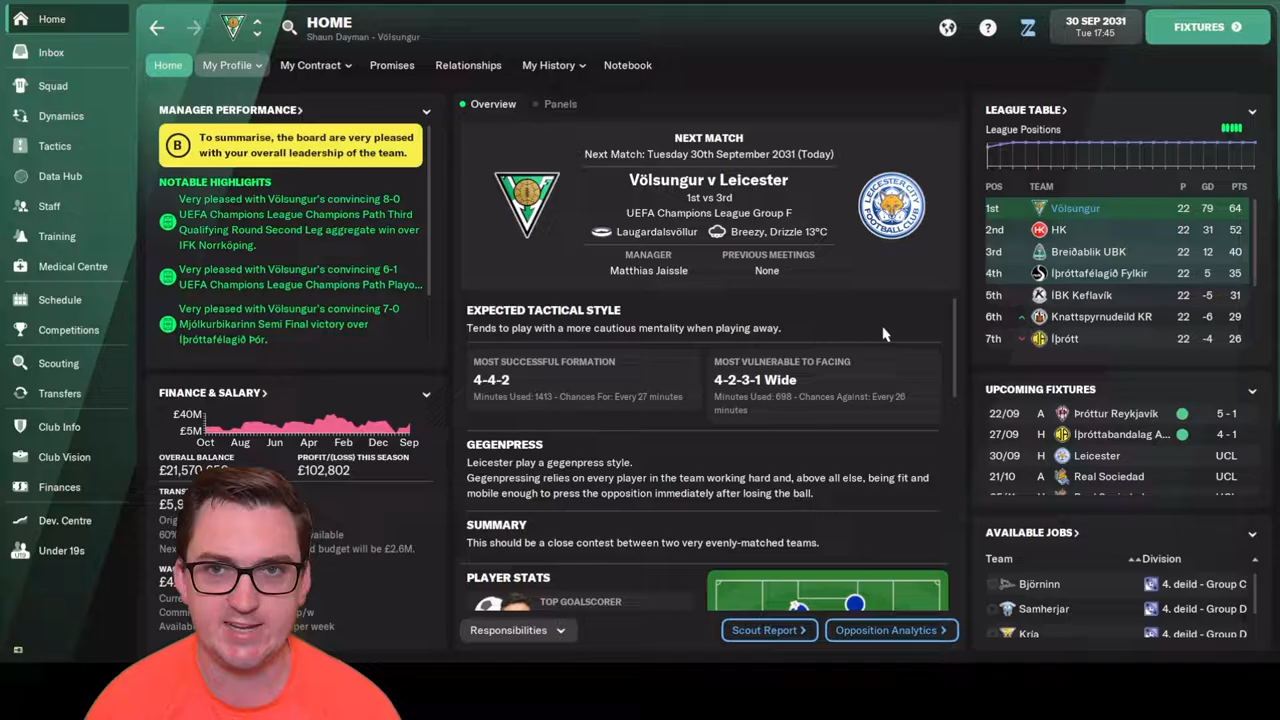 Home
Inbox
Squad
Dynamics
Tactics
Data Hub
Staff
Training
Medical Centre
Schedule
Competitions
Scouting
Transfers
Club Info
Club Vision
Finances
Dev. Centre
Under 19s
HOME
Shaun Dayman - Völsungur
30 SEP 2031
Tue 17:45
FIXTURES
Home
My Profile
My Contract
Promises
Relationships
My History
Notebook
MANAGER PERFORMANCE
B
To summarise, the board are very pleased
with your overall leadership of the team.
NOTABLE HIGHLIGHTS
Very pleased with Völsungur's convincing 8-0
UEFA Champions League Champions Path Third
Qualifying Round Second Leg aggregate win over
IFK Norrköping.
Very pleased with Völsungur's convincing 6-1
UEFA Champions League Champions Path Playo...
Very pleased with Völsungur's convincing 7-0
Mjólkurbikarinn Semi Final victory over
Íþróttafélagið Þór.
FINANCE & SALARY
£40M
£5M
Oct Aug Jun Apr Feb Dec Sep
OVERALL BALANCE
PROFIT/(LOSS) THIS SEASON
£102,802
Overview
Panels
NEXT MATCH
Next Match: Tuesday 30th September 2031 (Today)
Völsungur v Leicester
1st vs 3rd
UEFA Champions League Group F
Laugardalsvöllur
Breezy, Drizzle 13°C
MANAGER
Matthias Jaissle
PREVIOUS MEETINGS
None
LEICESTER CITY
FOOTBALL CLUB
EXPECTED TACTICAL STYLE
Tends to play with a more cautious mentality when playing away.
MOST SUCCESSFUL FORMATION
4-4-2
Minutes Used: 1413 - Chances For: Every 27 minutes
MOST VULNERABLE TO FACING
4-2-3-1 Wide
Minutes Used: 698 - Chances Against: Every 26
minutes
GEGENPRESS
Leicester play a gegenpress style.
Gegenpressing relies on every player in the team working hard and, above all else, being fit and
mobile enough to press the opposition immediately after losing the ball.
SUMMARY
This should be a close contest between two very evenly-matched teams.
PLAYER STATS
TOP GOALSCORER
Responsibilities
Scout Report
Opposition Analytics
LEAGUE TABLE
League Positions
POS TEAM P GD PTS
1st Völsungur 22 79 64
2nd HK 22 31 52
3rd Breiðablik UBK 22 12 40
4th Íþróttafélagið Fylkir 22 5 35
5th ÍBK Keflavík 22 -5 31
6th Knattspyrnudeild KR 22 -6 29
7th Íþrótt 22 -4 26
UPCOMING FIXTURES
22/09 A Þróttur Reykjavík 5 - 1
27/09 H Íþróttabandalag A... 4 - 1
30/09 H Leicester UCL
21/10 A Real Sociedad UCL
AVAILABLE JOBS
Team Division
Björninn 4. deild - Group C
Samherjar 4. deild - Group D
Kría 4. deild - Group D